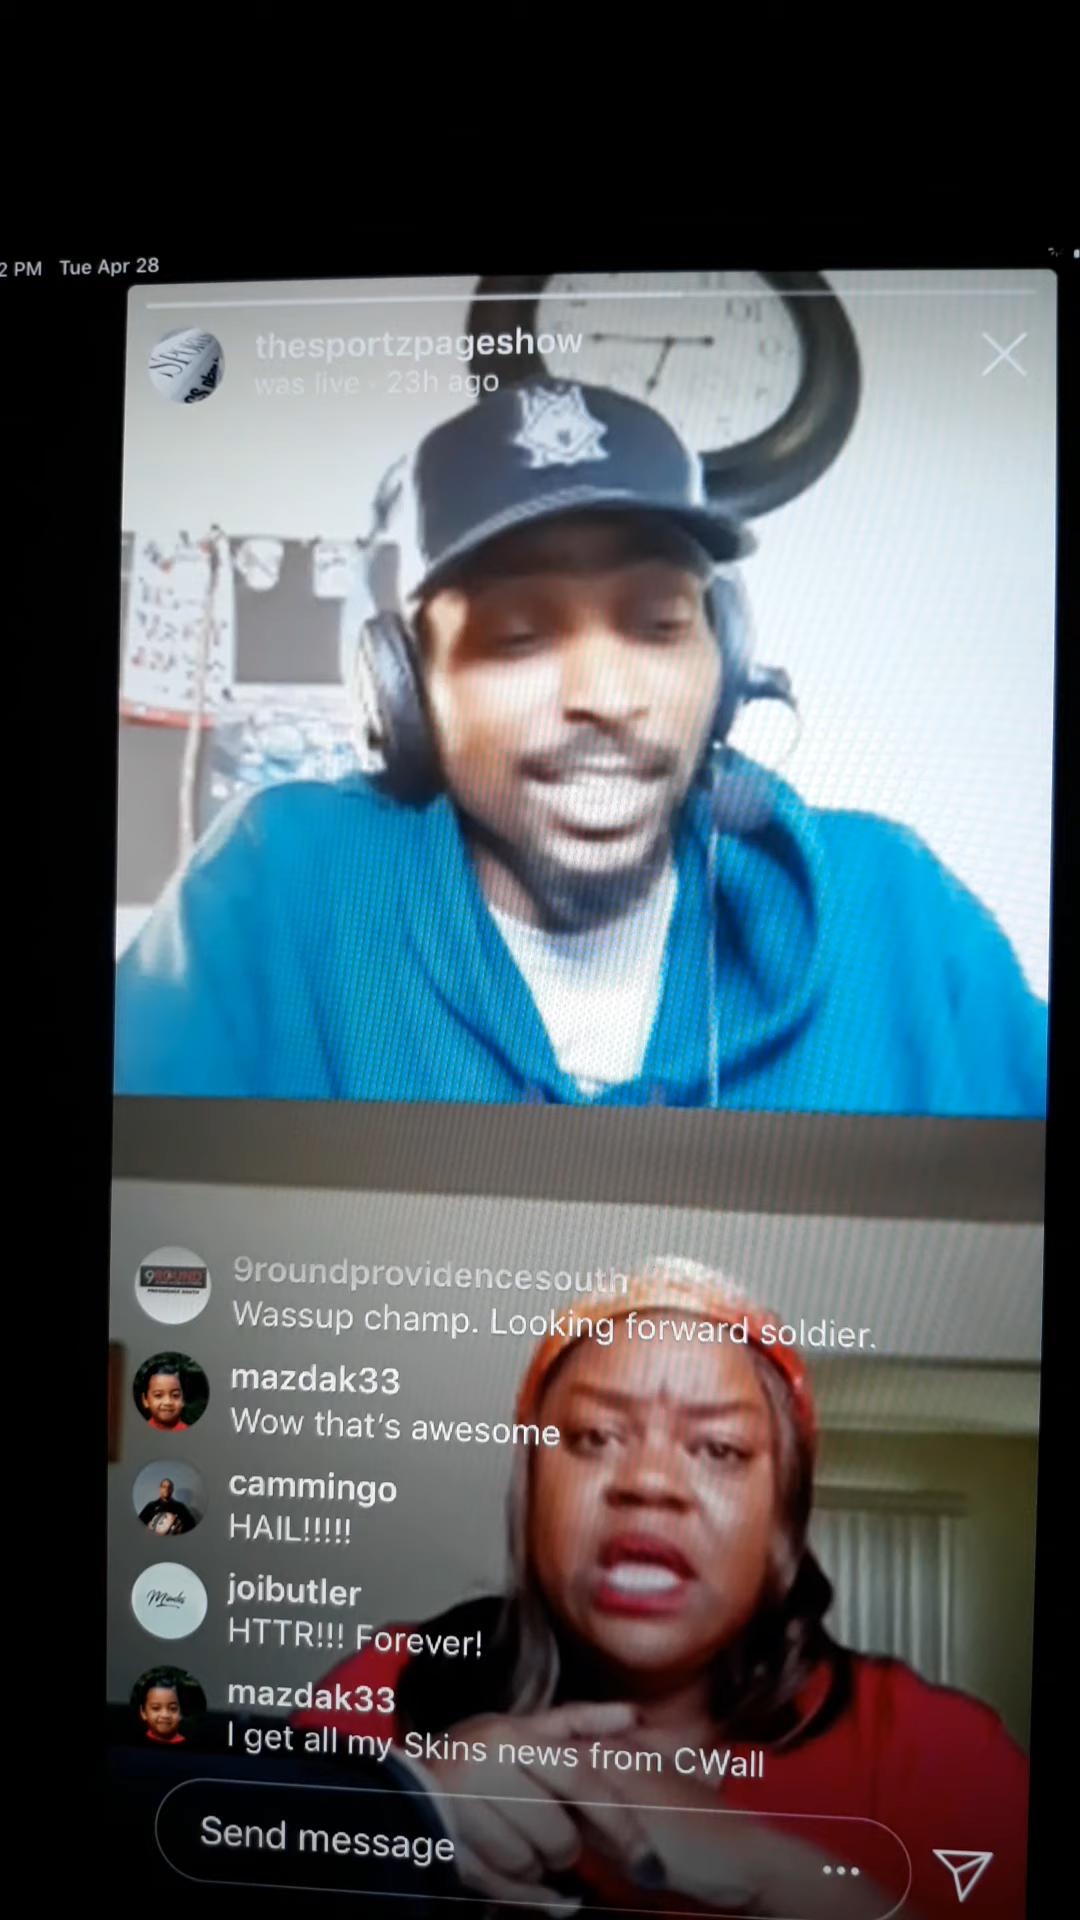 2 PM Tue Apr 28
thesportzpageshow
was live · 23h ago
9ROUND
9roundprovidencesouth
Wassup champ. Looking forward soldier.
mazdak33
Wow that's awesome
cammingo
HAIL!!!!!
joibutler
HTTR!!! Forever!
mazdak33
I get all my Skins news from CWall
Send message